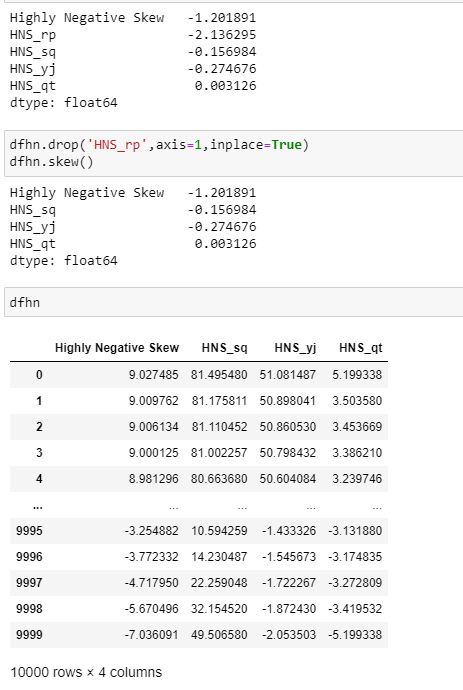 Highly Negative Skew -1.201891
HNS_rp -2.136295
HNS_sq -0.156984
HNS_yj -0.274676
HNS_qt 0.003126
dtype: float64
dfhn.drop('HNS_rp',axis=1,inplace=True)
dfhn.skew()
Highly Negative Skew -1.201891
HNS_sq -0.156984
HNS_yj -0.274676
HNS_qt 0.003126
dtype: float64
dfhn
Highly Negative Skew HNS_sq HNS_yj HNS_qt
0 9.027485 81.495480 51.081487 5.199338
1 9.009762 81.175811 50.898041 3.503580
2 9.006134 81.110452 50.860530 3.453669
3 9.000125 81.002257 50.798432 3.386210
4 8.981296 80.663680 50.604084 3.239746
... ... ... ... ...
9995 -3.254882 10.594259 -1.433326 -3.131880
9996 -3.772332 14.230487 -1.545673 -3.174835
9997 -4.717950 22.259048 -1.722267 -3.272809
9998 -5.670496 32.154520 -1.872430 -3.419532
9999 -7.036091 49.506580 -2.053503 -5.199338
10000 rows × 4 columns